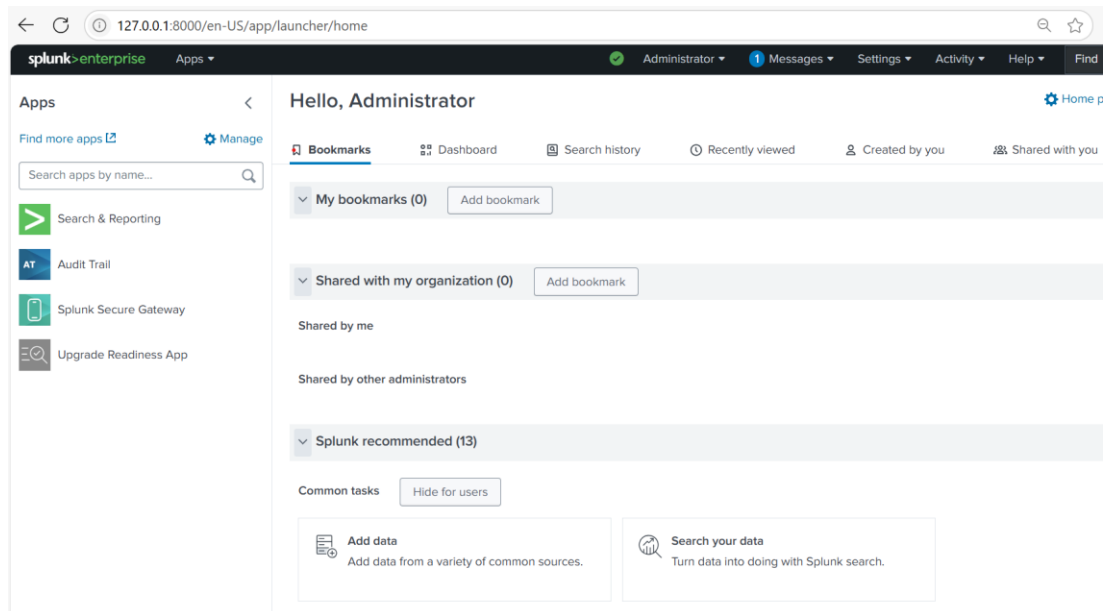 127.0.0.1:8000/en-US/app/launcher/home
splunk>enterprise Apps Administrator 1 Messages Settings Activity Help Find
Apps
Find more apps Manage
Search apps by name...
Search & Reporting
AT Audit Trail
Splunk Secure Gateway
Upgrade Readiness App
Hello, Administrator
Home p
Bookmarks Dashboard Search history Recently viewed Created by you Shared with you
My bookmarks (0) Add bookmark
Shared with my organization (0) Add bookmark
Shared by me
Shared by other administrators
Splunk recommended (13)
Common tasks Hide for users
Add data
Add data from a variety of common sources.
Search your data
Turn data into doing with Splunk search.